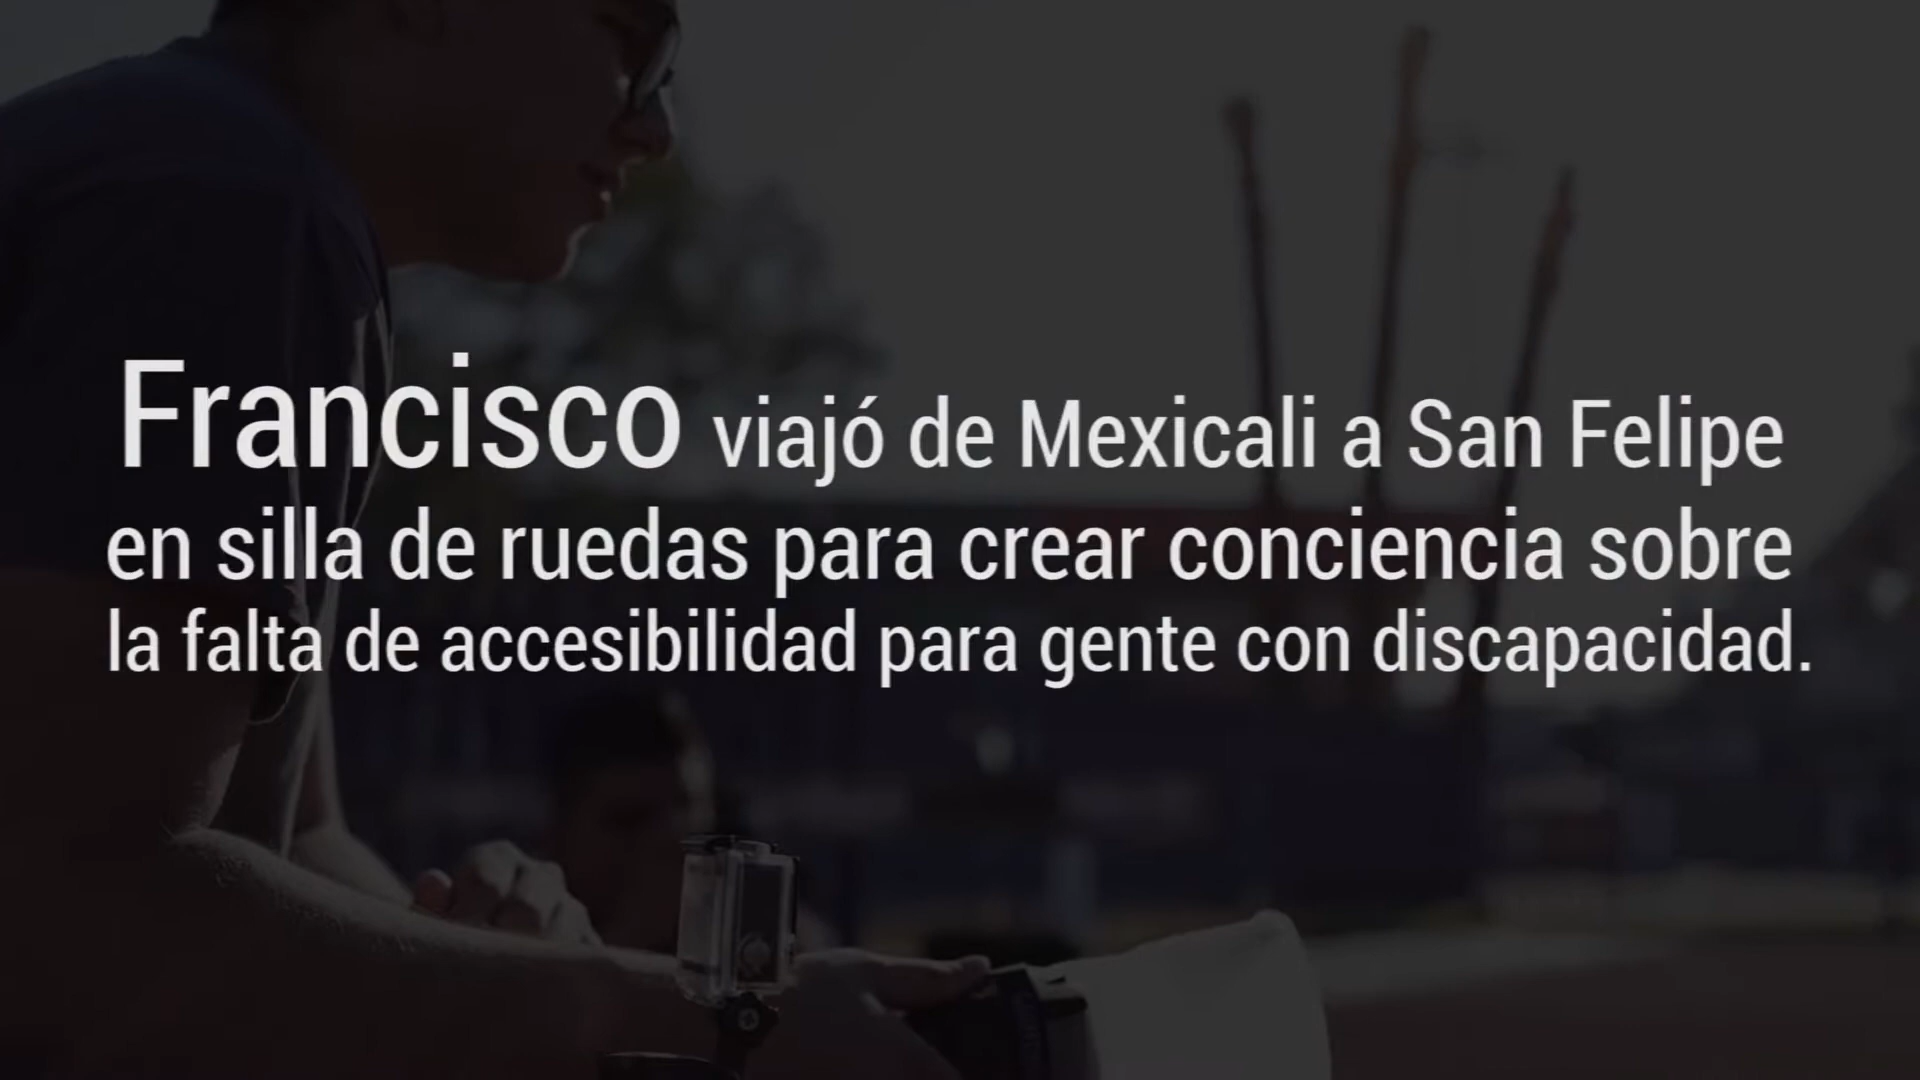 Francisco viajó de Mexicali a San Felipe
en silla de ruedas para crear conciencia sobre
la falta de accesibilidad para gente con discapacidad.